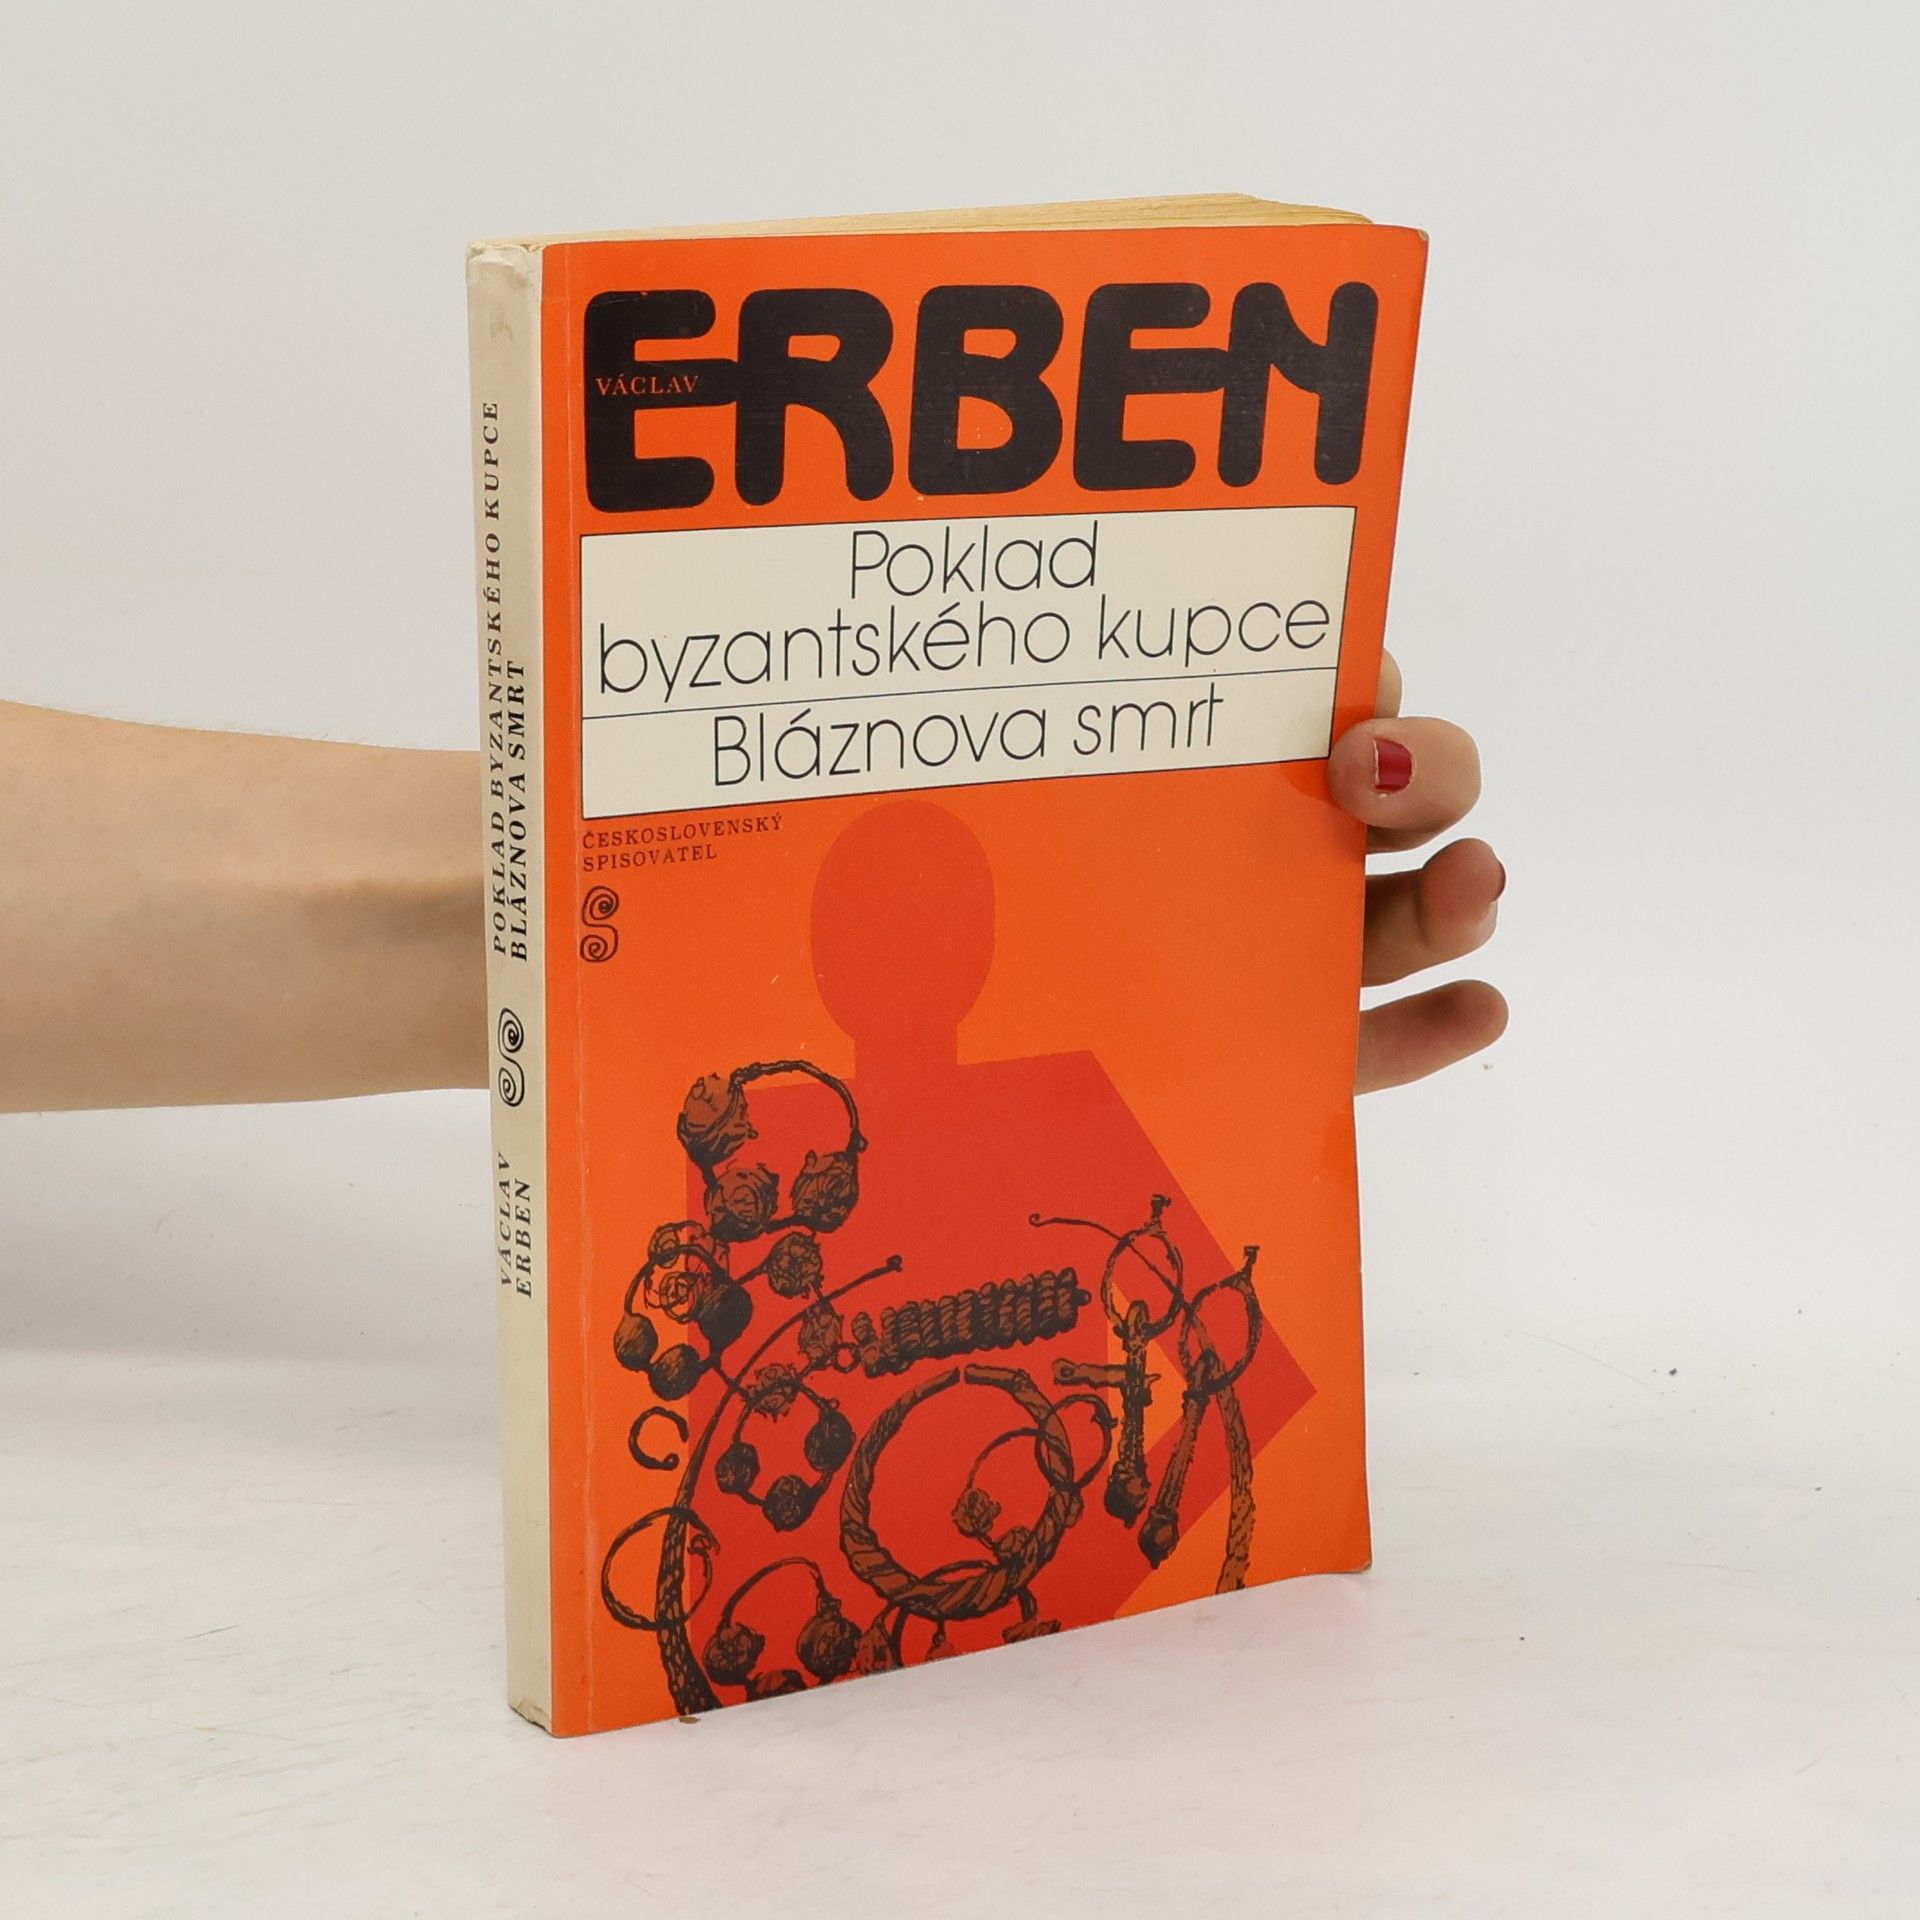 VÁCLAV
ERBEN
Poklad
byzantského kupce
Bláznova smrt
ČESKOSLOVENSKÝ
SPISOVATEL
POKLAD BYZANTSKÉHO KUPCE
BLÁZNOVA SMRT
VÁCLAV
ERBEN